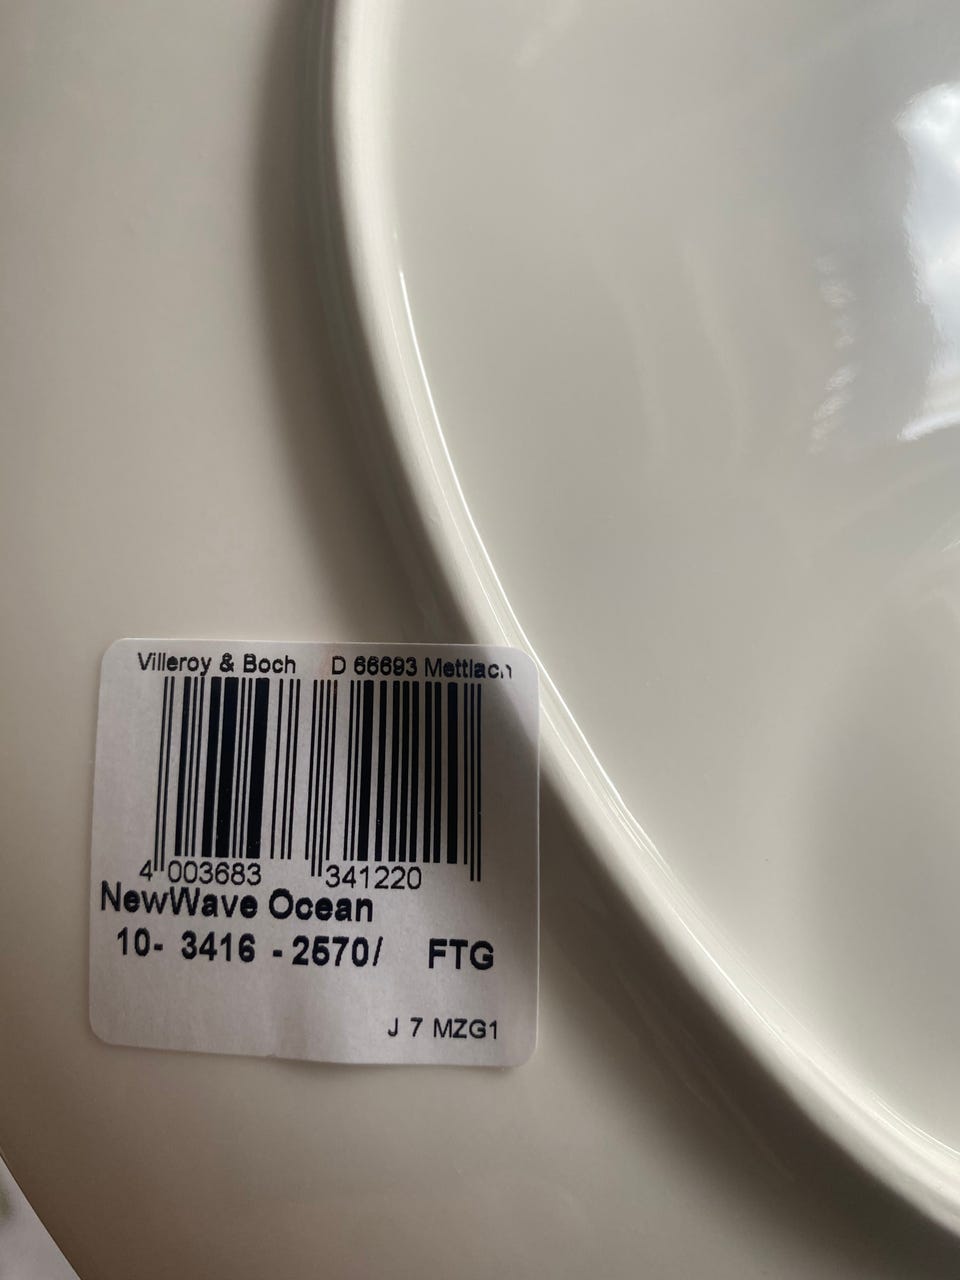 Villeroy & Boch D 66693 Mettlach
4 003683 341220
NewWave Ocean
10- 3416 - 2570/ FTG
J 7 MZG1